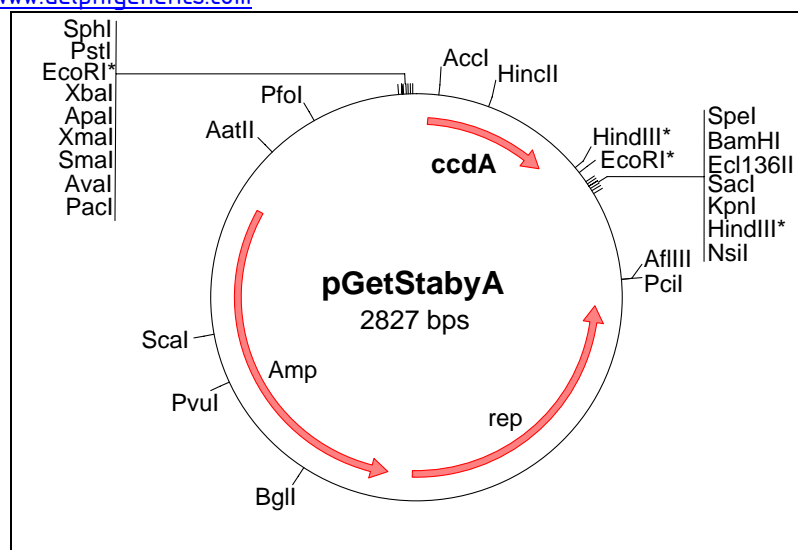 www.delphigenetics.com
SphI
PstI
EcoRI*
XbaI
ApaI
XmaI
SmaI
AvaI
PacI
PfoI
AatII
AccI
HincII
ccdA
HindIII*
EcoRI*
SpeI
BamHI
Ecl136II
SacI
KpnI
HindIII*
NsiI
AflIII
PciI
pGetStabyA
2827 bps
ScaI
Amp
PvuI
rep
BglI